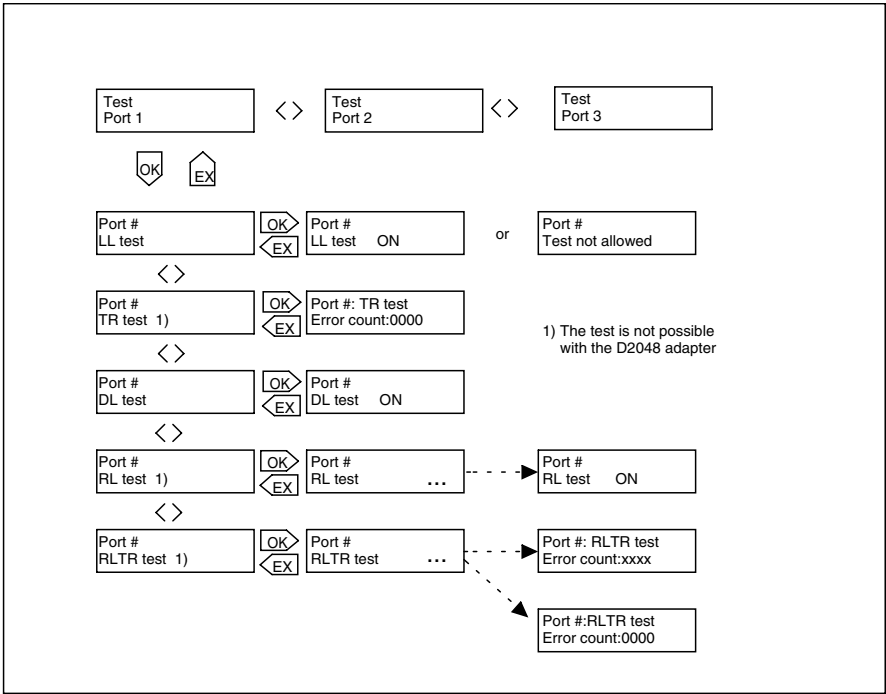 Test
Port 1
< >
Test
Port 2
< >
Test
Port 3
OK
EX
Port #
LL test
OK
EX
Port #
LL test ON
or
Port #
Test not allowed
< >
Port #
TR test 1)
OK
EX
Port #: TR test
Error count:0000
1) The test is not possible
with the D2048 adapter
< >
Port #
DL test
OK
EX
Port #
DL test ON
< >
Port #
RL test 1)
OK
EX
Port #
RL test ...
Port #
RL test ON
< >
Port #
RLTR test 1)
OK
EX
Port #
RLTR test ...
Port #: RLTR test
Error count:xxxx
Port #:RLTR test
Error count:0000